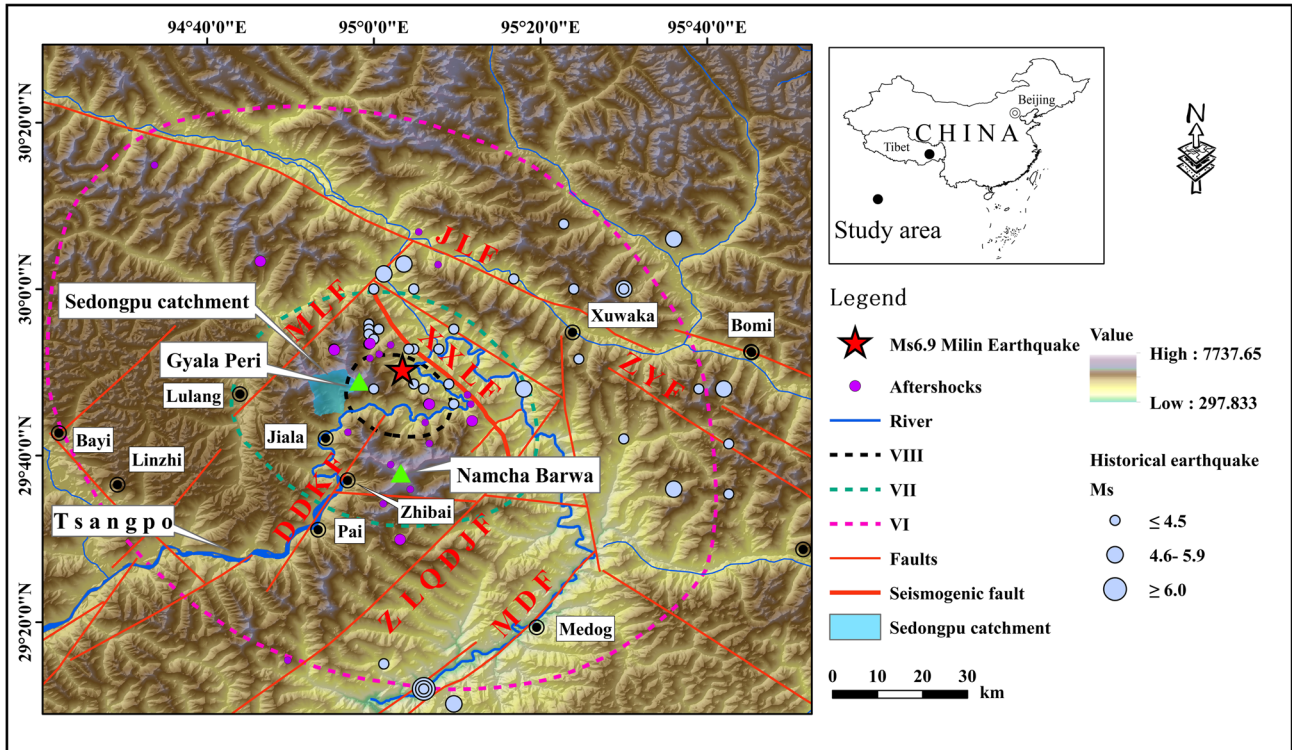 94°40'0"E
95°0'0"E
95°20'0"E
95°40'0"E
30°20'0"N
30°0'0"N
29°40'0"N
29°20'0"N
JLF
Sedongpu catchment
MLF
Xuwaka
Bomi
Gyala Peri
XXLF
ZYF
Lulang
Bayi
Jiala
Linzhi
Namcha Barwa
DDKF
Zhibai
Tsangpo
Pai
Z LQDJF
MDF
Medog
Beijing
CHINA
Tibet
Study area
N
Legend
Ms6.9 Milin Earthquake
Aftershocks
River
VIII
VII
VI
Faults
Seismogenic fault
Sedongpu catchment
Value
High : 7737.65
Low : 297.833
Historical earthquake
Ms
≤ 4.5
4.6- 5.9
≥ 6.0
0 10 20 30
km